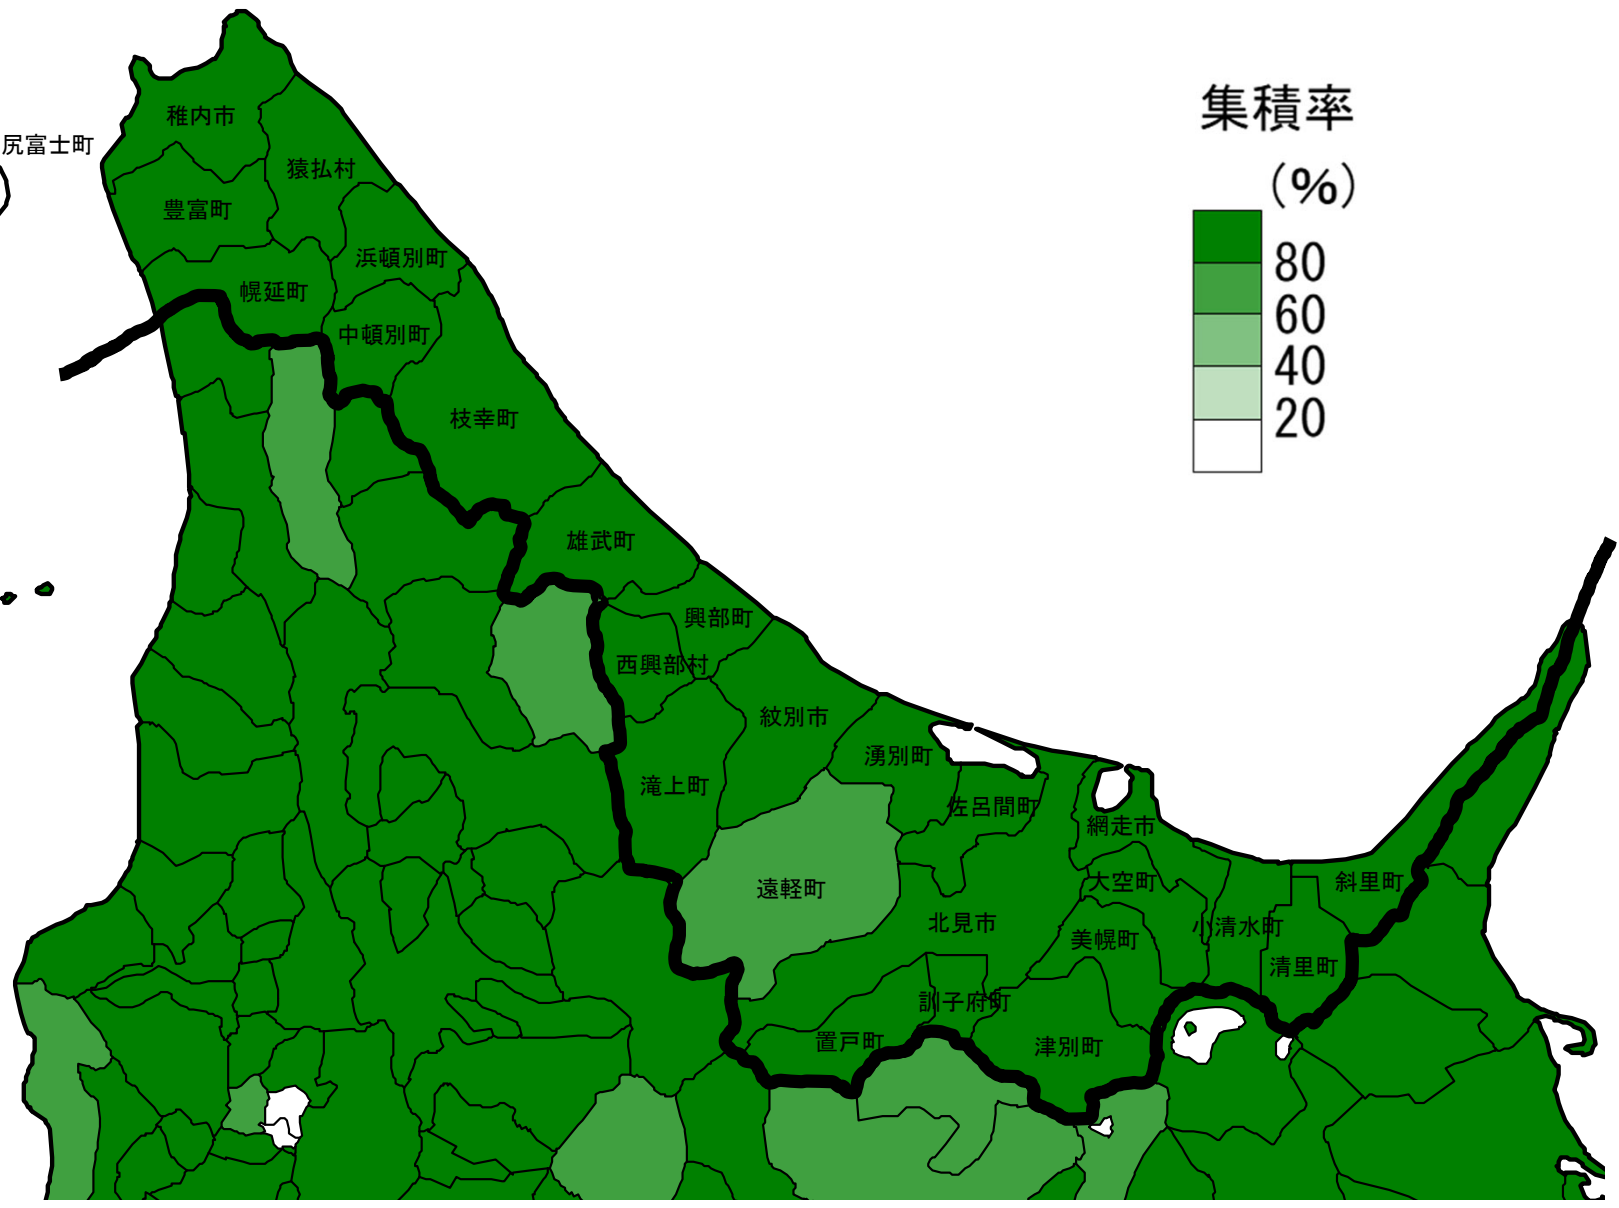 集積率
(%)
80
60
40
20
稚内市
尻富士町
猿払村
豊富町
浜頓別町
幌延町
中頓別町
枝幸町
雄武町
興部町
西興部村
紋別市
湧別町
滝上町
佐呂間町
網走市
遠軽町
大空町
斜里町
北見市
美幌町
小清水町
清里町
訓子府町
置戸町
津別町